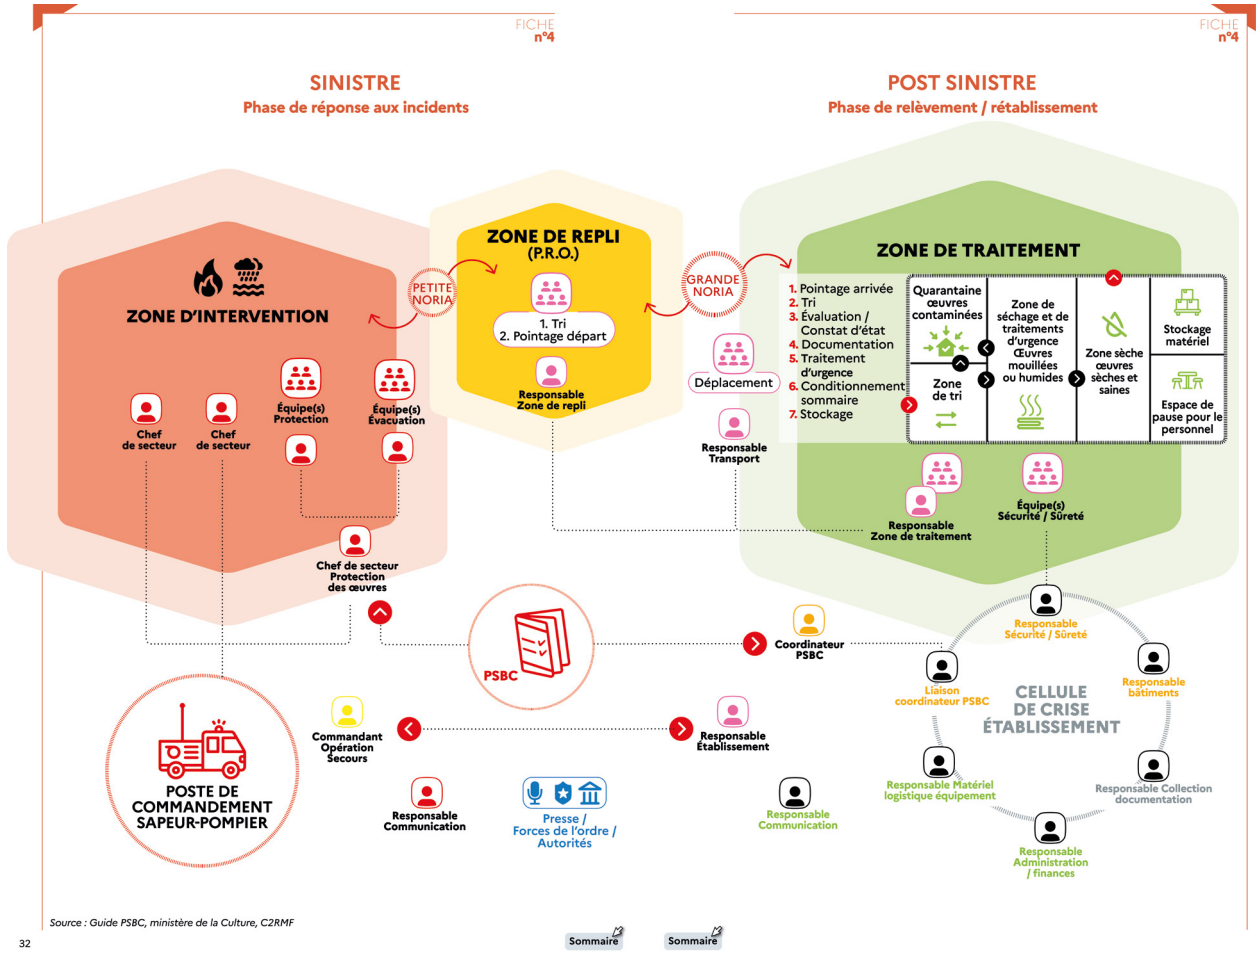 FICHE
n°4
FICHE
n°4
SINISTRE
Phase de réponse aux incidents
POST SINISTRE
Phase de relèvement / rétablissement
ZONE D'INTERVENTION
Chef
de secteur
Chef
de secteur
Équipe(s)
Protection
Équipe(s)
Évacuation
Chef de secteur
Protection
des œuvres
PETITE
NORIA
ZONE DE REPLI
(P.R.O.)
1. Tri
2. Pointage départ
Responsable
Zone de repli
GRANDE
NORIA
Déplacement
Responsable
Transport
ZONE DE TRAITEMENT
1. Pointage arrivée
2. Tri
3. Évaluation /
Constat d'état
4. Documentation
5. Traitement
d'urgence
6. Conditionnement
sommaire
7. Stockage
Quarantaine
œuvres
contaminées
Zone
de tri
Zone de
séchage et de
traitements
d'urgence
Œuvres
mouillées
ou humides
Zone sèche
œuvres
sèches et
saines
Stockage
matériel
Espace de
pause pour le
personnel
Responsable
Zone de traitement
Équipe(s)
Sécurité / Sûreté
PSBC
Coordinateur
PSBC
POSTE DE
COMMANDEMENT
SAPEUR-POMPIER
Commandant
Opération
Secours
Responsable
Établissement
Responsable
Communication
Presse /
Forces de l'ordre /
Autorités
Responsable
Communication
CELLULE
DE CRISE
ÉTABLISSEMENT
Responsable
Sécurité / Sûreté
Liaison
coordinateur PSBC
Responsable
bâtiments
Responsable Matériel
logistique équipement
Responsable Collection
documentation
Responsable
Administration
/ finances
Source : Guide PSBC, ministère de la Culture, C2RMF
32
Sommaire
Sommaire